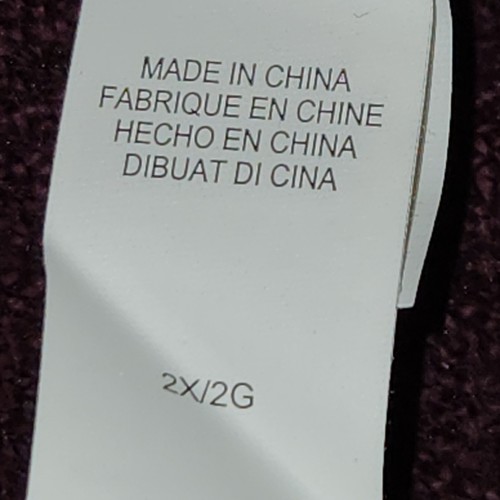 MADE IN CHINA
FABRIQUE EN CHINE
HECHO EN CHINA
DIBUAT DI CINA
2X/2G